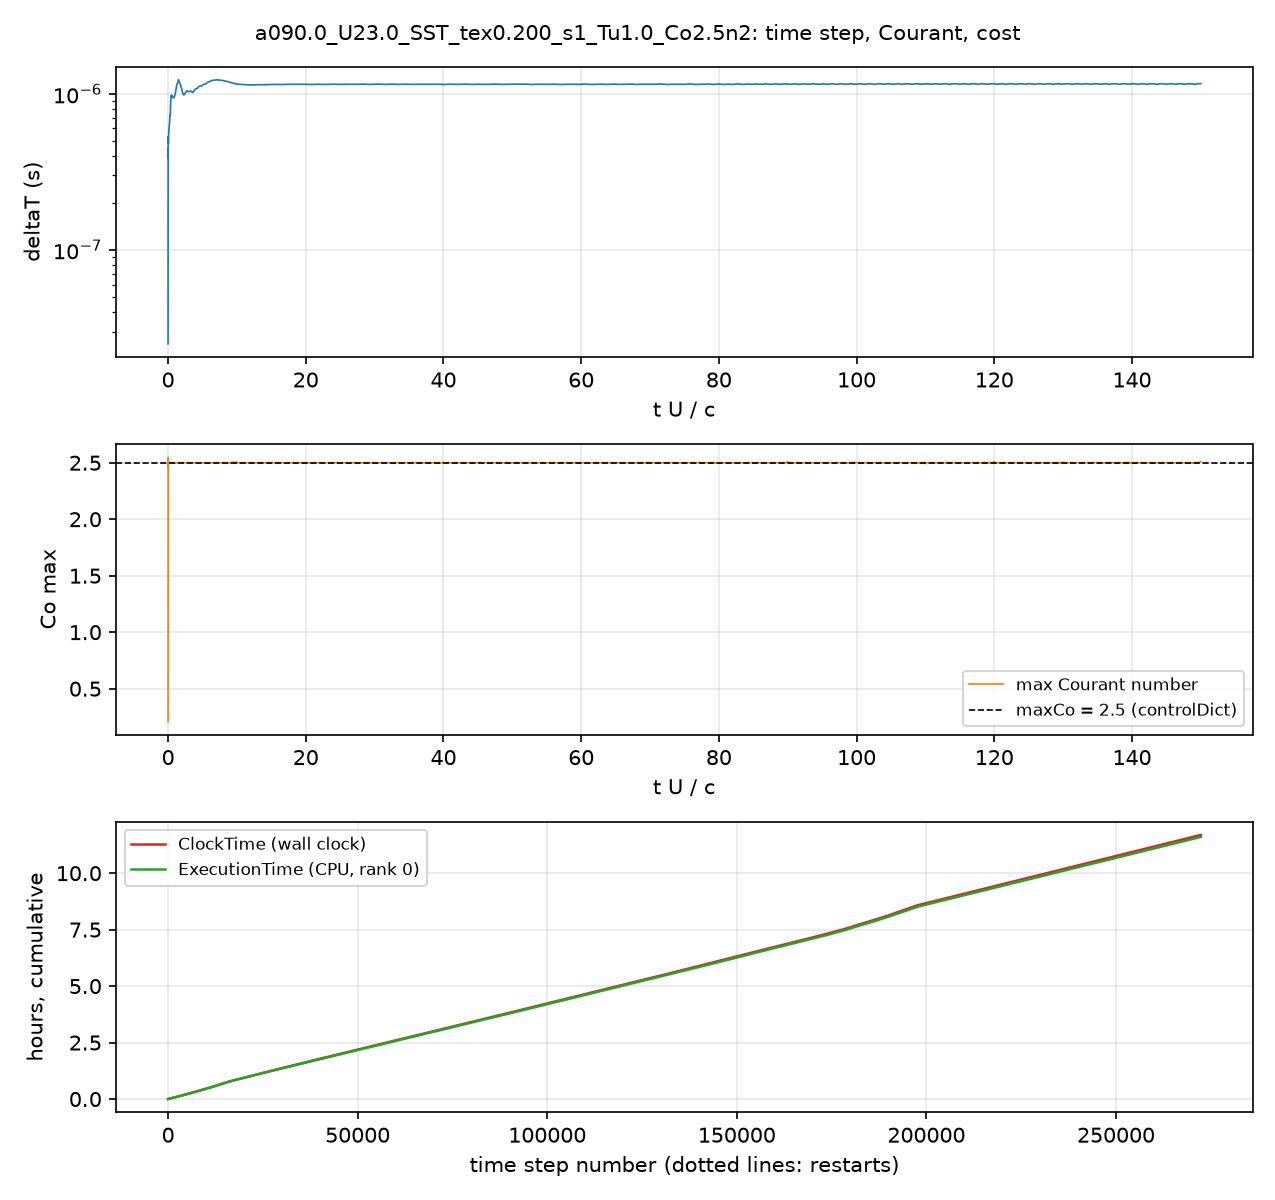 a090.0_U23.0_SST_tex0.200_s1_Tu1.0_Co2.5n2: time step, Courant, cost
deltaT (s)
10⁻⁶
10⁻⁷
0 20 40 60 80 100 120 140
t U / c
Co max
2.5
2.0
1.5
1.0
0.5
max Courant number
maxCo = 2.5 (controlDict)
0 20 40 60 80 100 120 140
t U / c
hours, cumulative
ClockTime (wall clock)
ExecutionTime (CPU, rank 0)
10.0
7.5
5.0
2.5
0.0
0 50000 100000 150000 200000 250000
time step number (dotted lines: restarts)